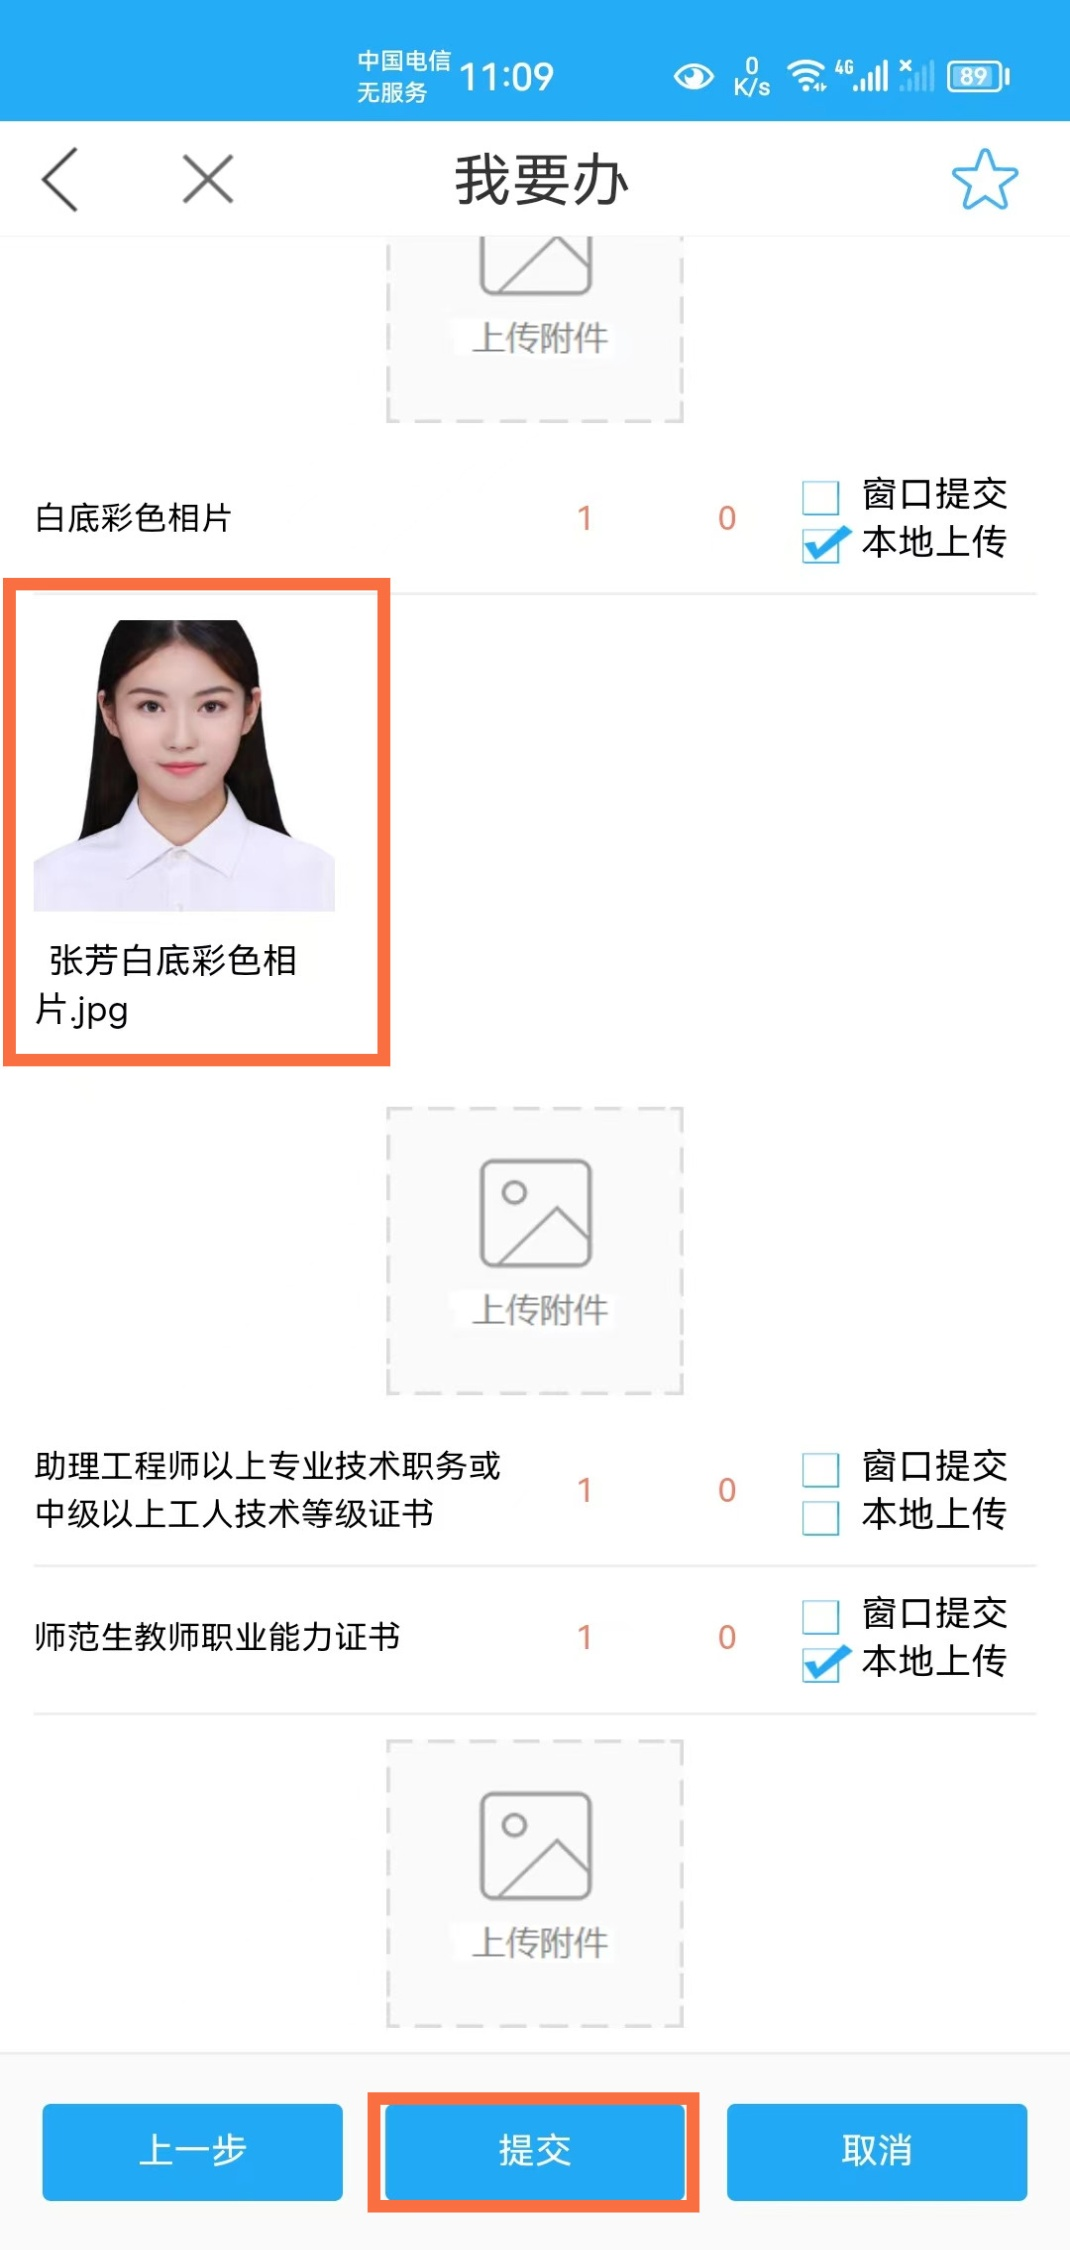 中国电信
无服务
11:09
0
K/s
4G
89
我要办
上传附件
白底彩色相片 1 0
窗口提交
本地上传
张芳白底彩色相
片.jpg
上传附件
助理工程师以上专业技术职务或
中级以上工人技术等级证书
1 0
窗口提交
本地上传
师范生教师职业能力证书 1 0
窗口提交
本地上传
上传附件
上一步 提交 取消